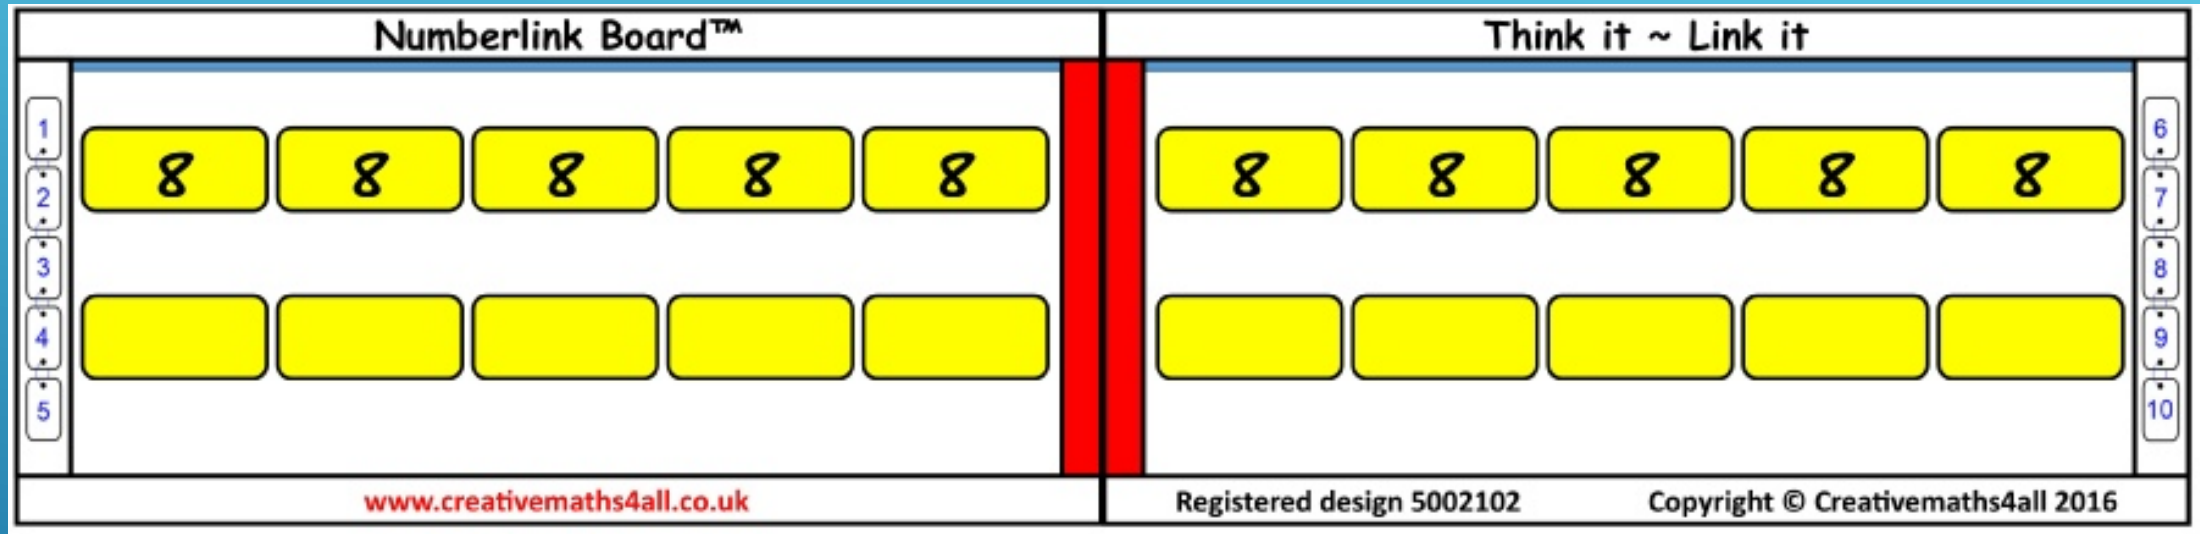 Numberlink Board™ Think it ~ Link it
1 8 8 8 8 8 8 8 8 8 8 6
2 7
3 8
4 9
5 10
www.creativemaths4all.co.uk Registered design 5002102 Copyright © Creativemaths4all 2016